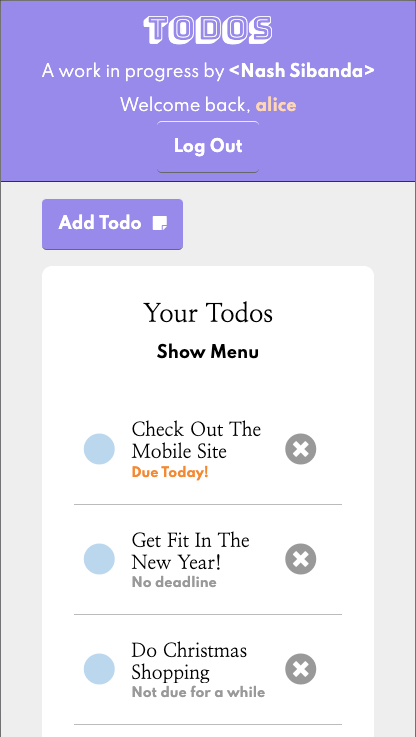 TODOS
A work in progress by <Nash Sibanda>
Welcome back, alice
Log Out
Add Todo
Your Todos
Show Menu
Check Out The
Mobile Site
Due Today!
Get Fit In The
New Year!
No deadline
Do Christmas
Shopping
Not due for a while